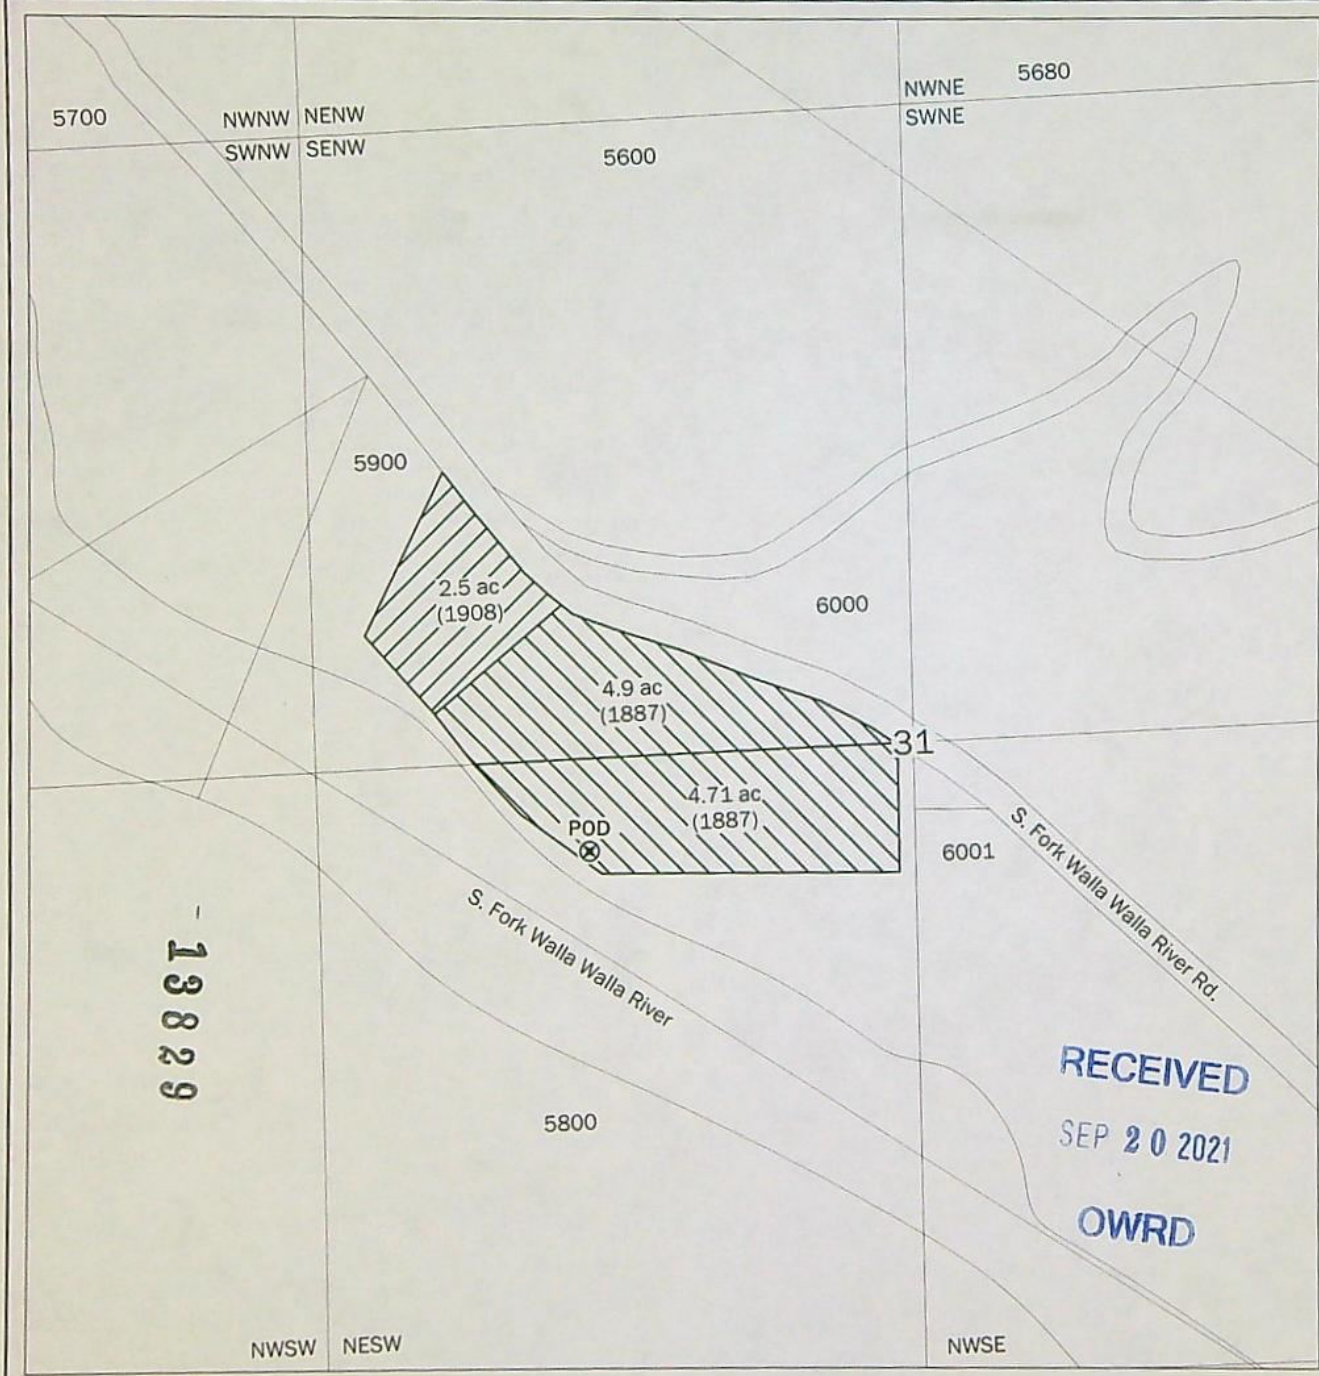 5700
NWNW
NENW
SWNW
SENW
5600
NWNE
5680
SWNE
5900
2.5 ac
(1908)
6000
4.9 ac
(1887)
31
4.71 ac
(1887)
POD
6001
S. Fork Walla Walla River Rd.
S. Fork Walla Walla River
- 13829
5800
RECEIVED
SEP 20 2021
OWRD
NWSW
NESW
NWSE